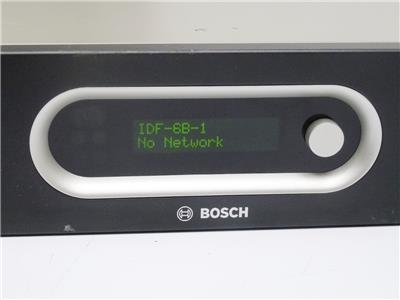 IDF-6B-1
No Network
BOSCH